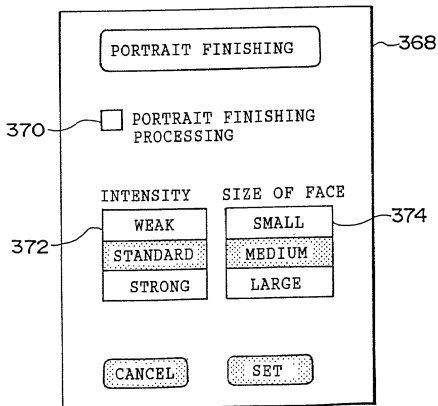 PORTRAIT FINISHING
368
370
PORTRAIT FINISHING
PROCESSING
INTENSITY
SIZE OF FACE
372
WEAK
STANDARD
STRONG
SMALL
MEDIUM
LARGE
374
CANCEL
SET